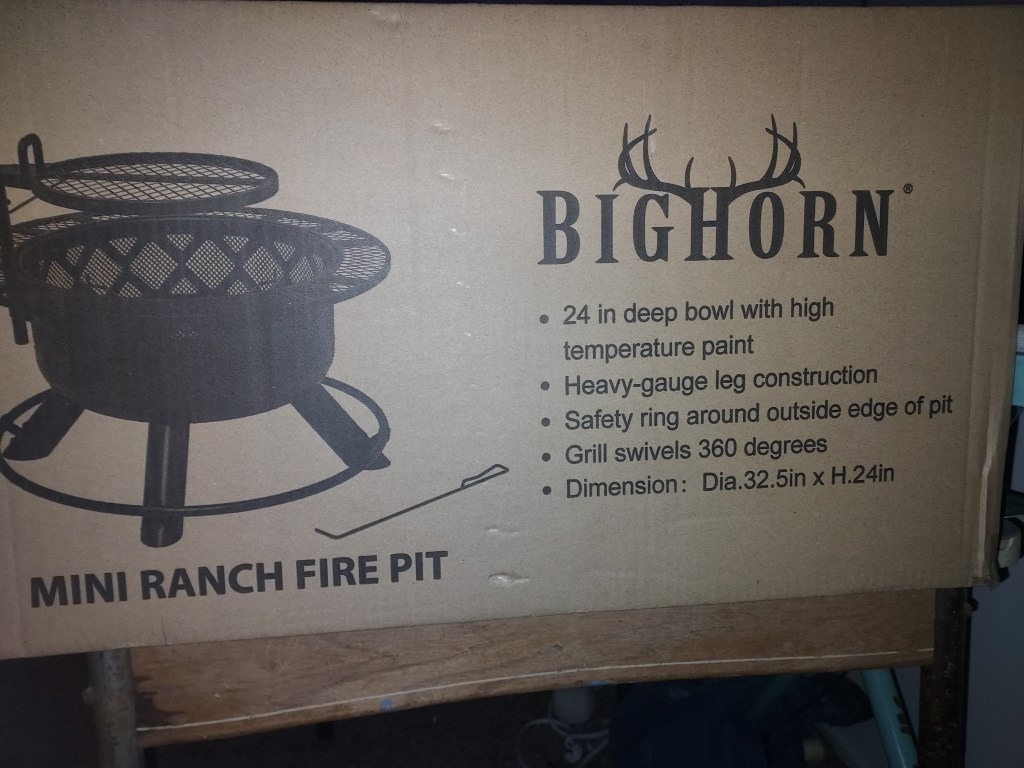 BIGHORN®
• 24 in deep bowl with high
temperature paint
• Heavy-gauge leg construction
• Safety ring around outside edge of pit
• Grill swivels 360 degrees
• Dimension: Dia.32.5in x H.24in
MINI RANCH FIRE PIT